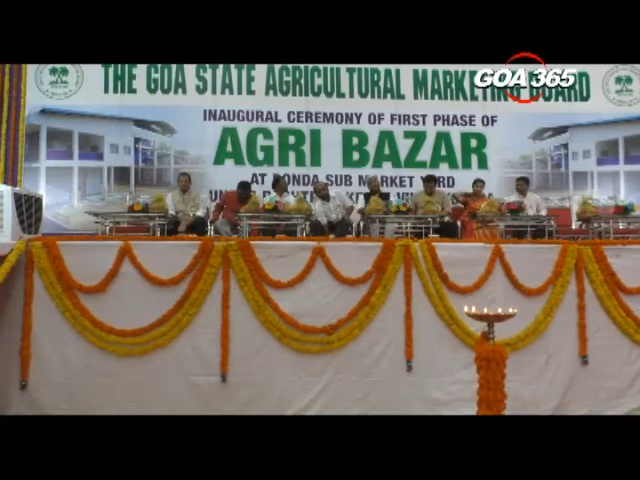 GOA 365
THE GOA STATE AGRICULTURAL MARKETING BOARD
INAUGURAL CEREMONY OF FIRST PHASE OF
AGRI BAZAR
AT PONDA SUB MARKET YARD